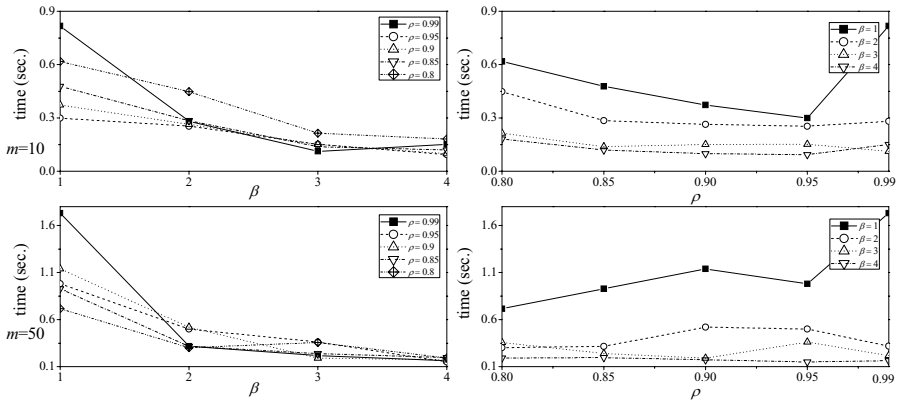 0.9
0.6
0.3
0.0
time (sec.)
m=10
1
2
3
4
β
ρ = 0.99
ρ = 0.95
ρ = 0.9
ρ = 0.85
ρ = 0.8
0.9
0.6
0.3
0.0
time (sec.)
0.80
0.85
0.90
0.95
0.99
ρ
β = 1
β = 2
β = 3
β = 4
1.6
1.1
0.6
0.1
time (sec.)
m=50
1
2
3
4
β
ρ = 0.99
ρ = 0.95
ρ = 0.9
ρ = 0.85
ρ = 0.8
1.6
1.1
0.6
0.1
time (sec.)
0.80
0.85
0.90
0.95
0.99
ρ
β = 1
β = 2
β = 3
β = 4